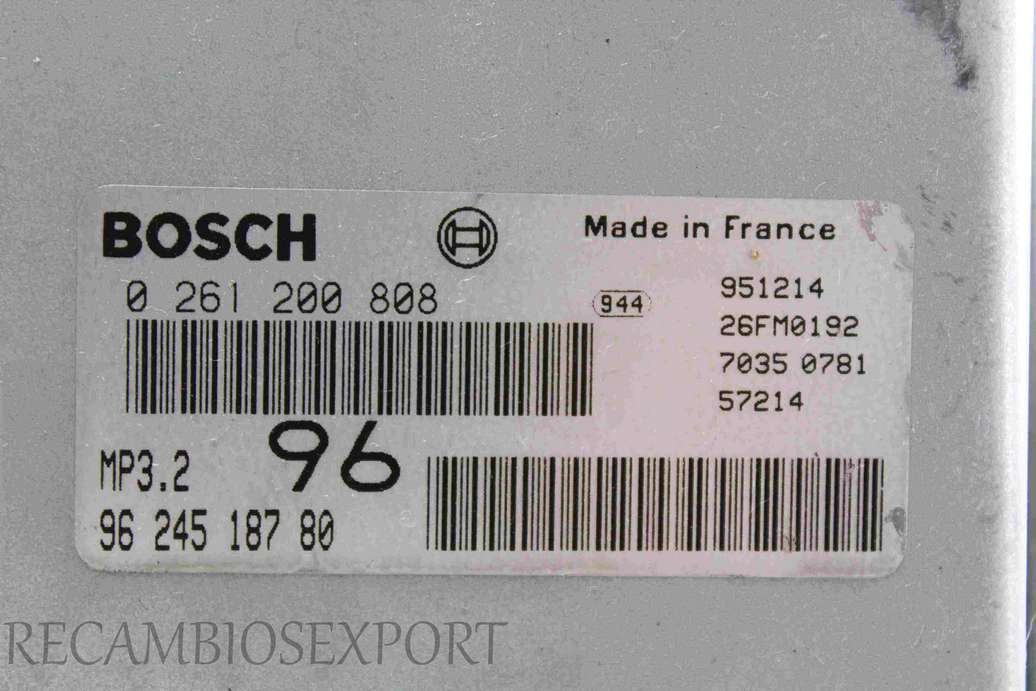 BOSCH
Made in France
0 261 200 808
944
951214
26FM0192
7035 0781
57214
96
MP3.2
96 245 187 80
RECAMBIOSEXPORT